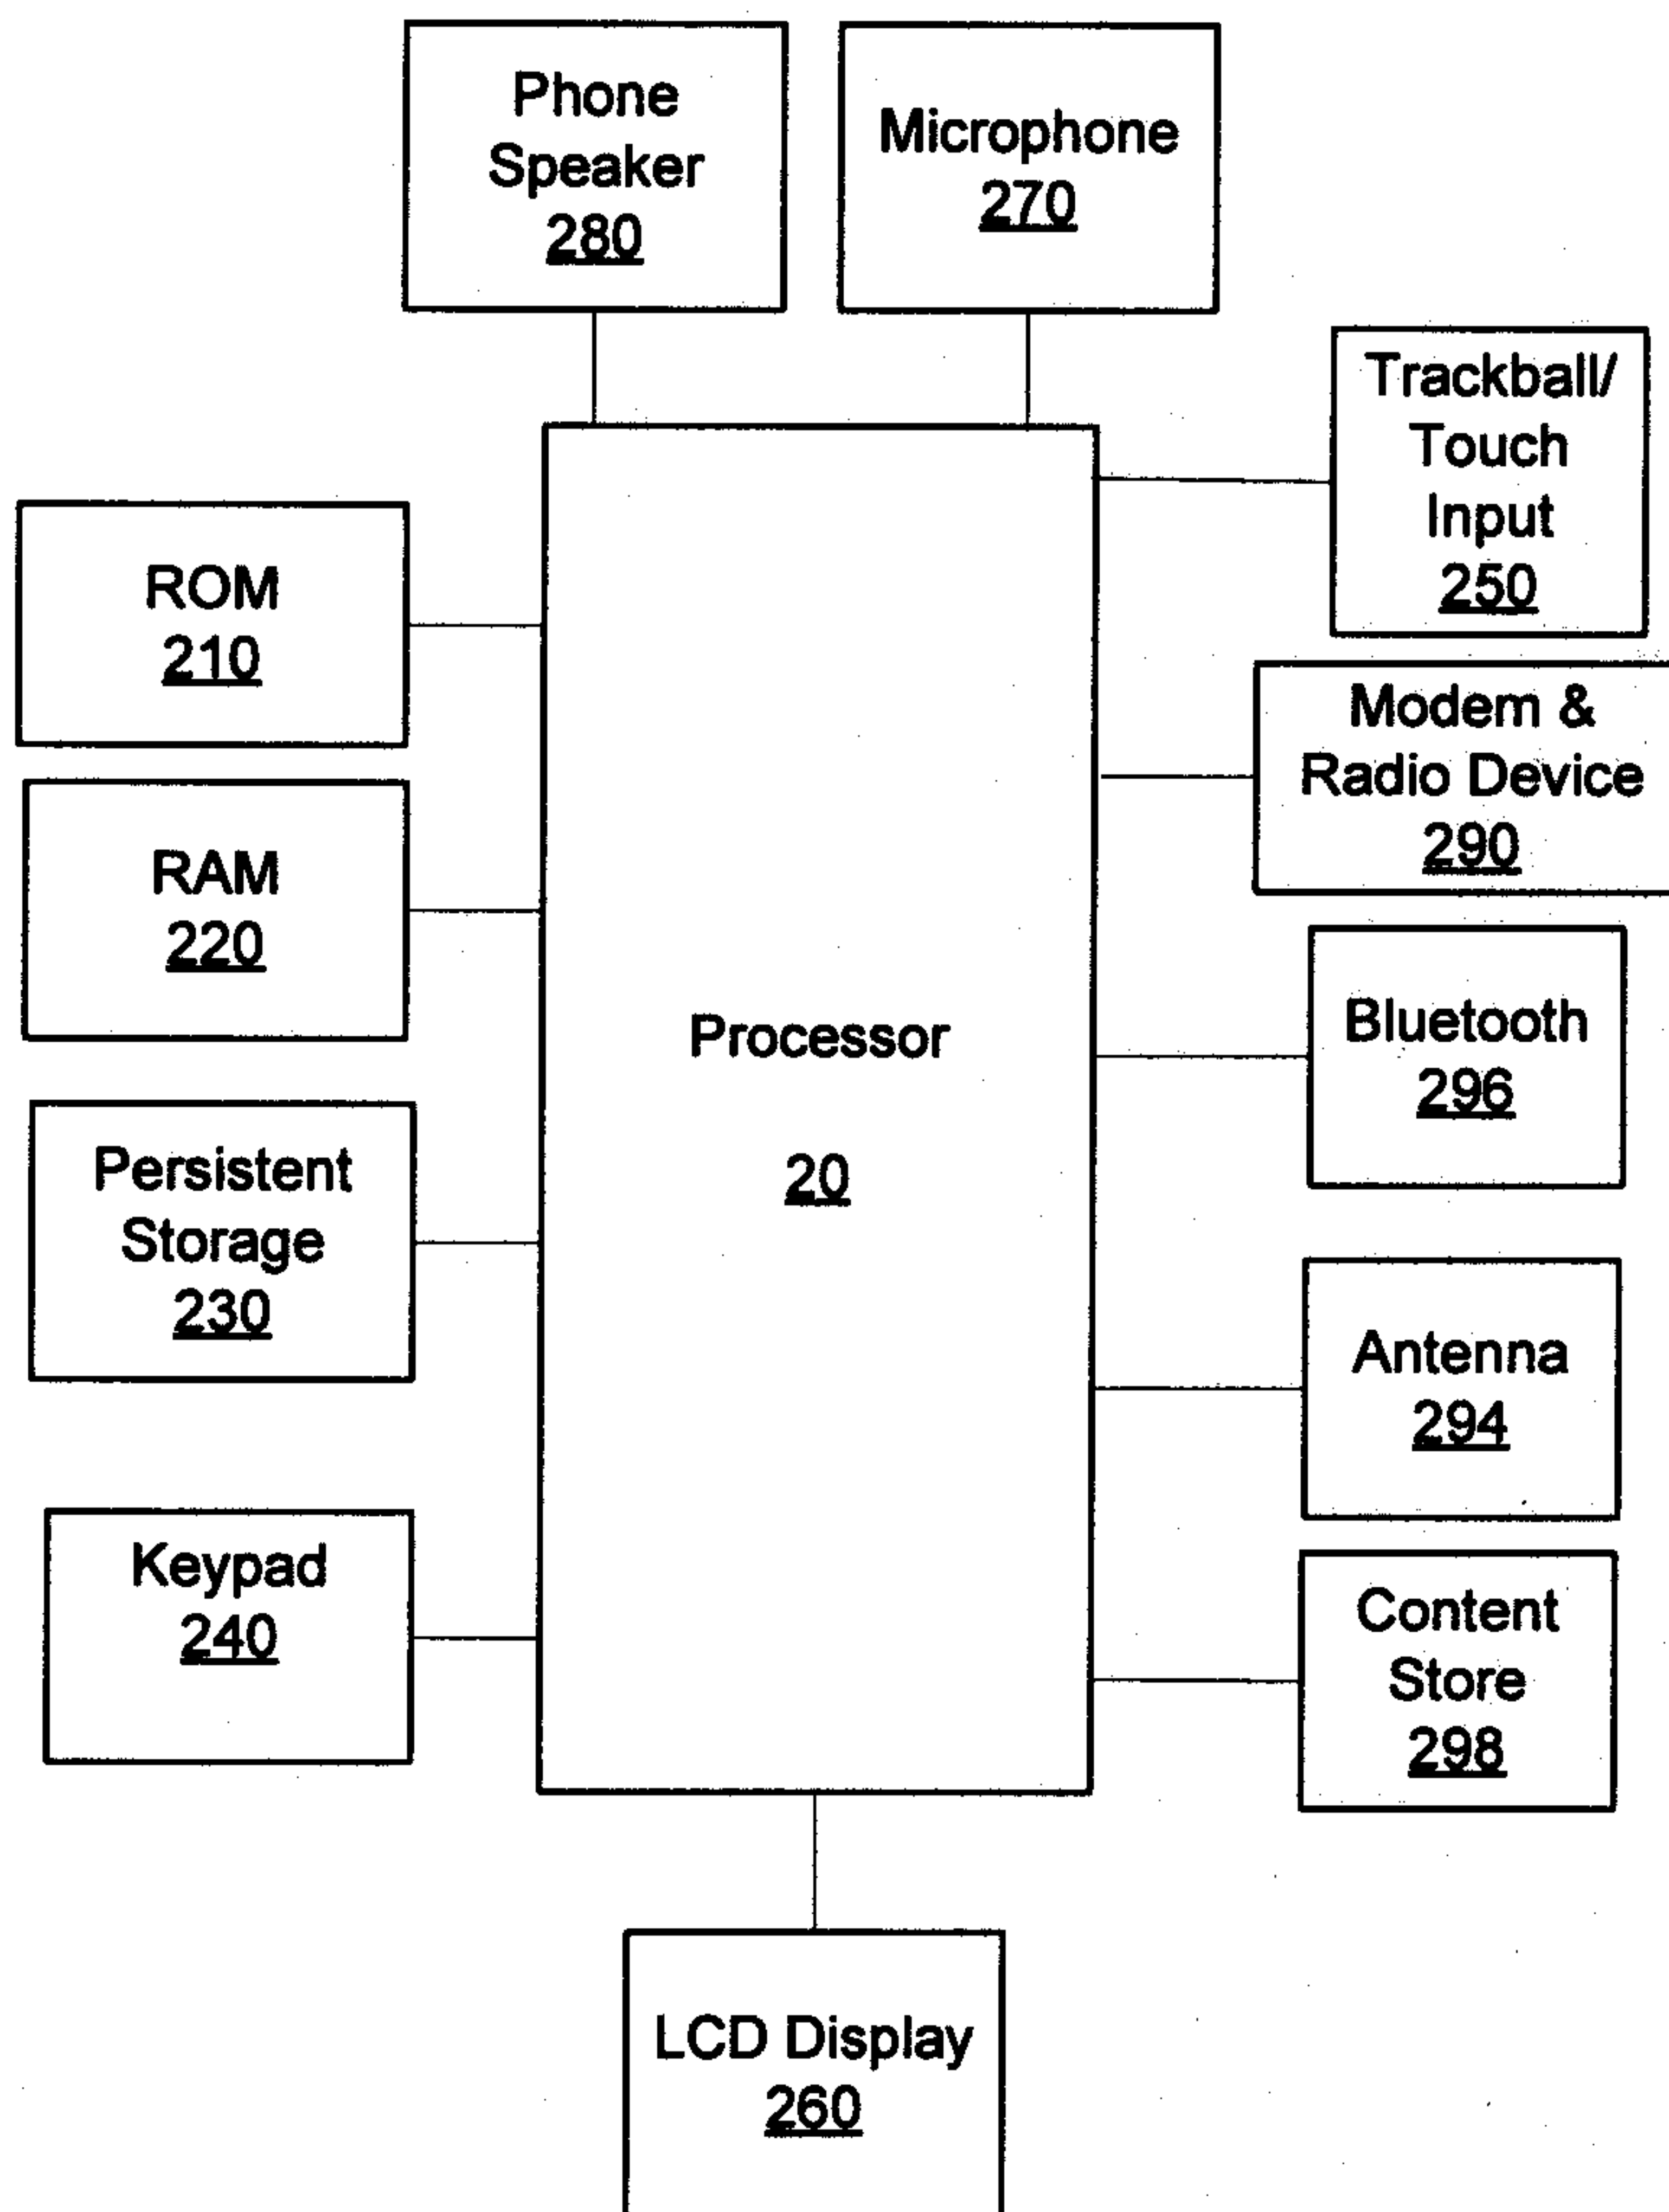 Phone
Speaker
280
Microphone
270
Trackball/
Touch
Input
250
ROM
210
Modem &
Radio Device
290
RAM
220
Bluetooth
296
Processor
20
Persistent
Storage
230
Antenna
294
Keypad
240
Content
Store
298
LCD Display
260